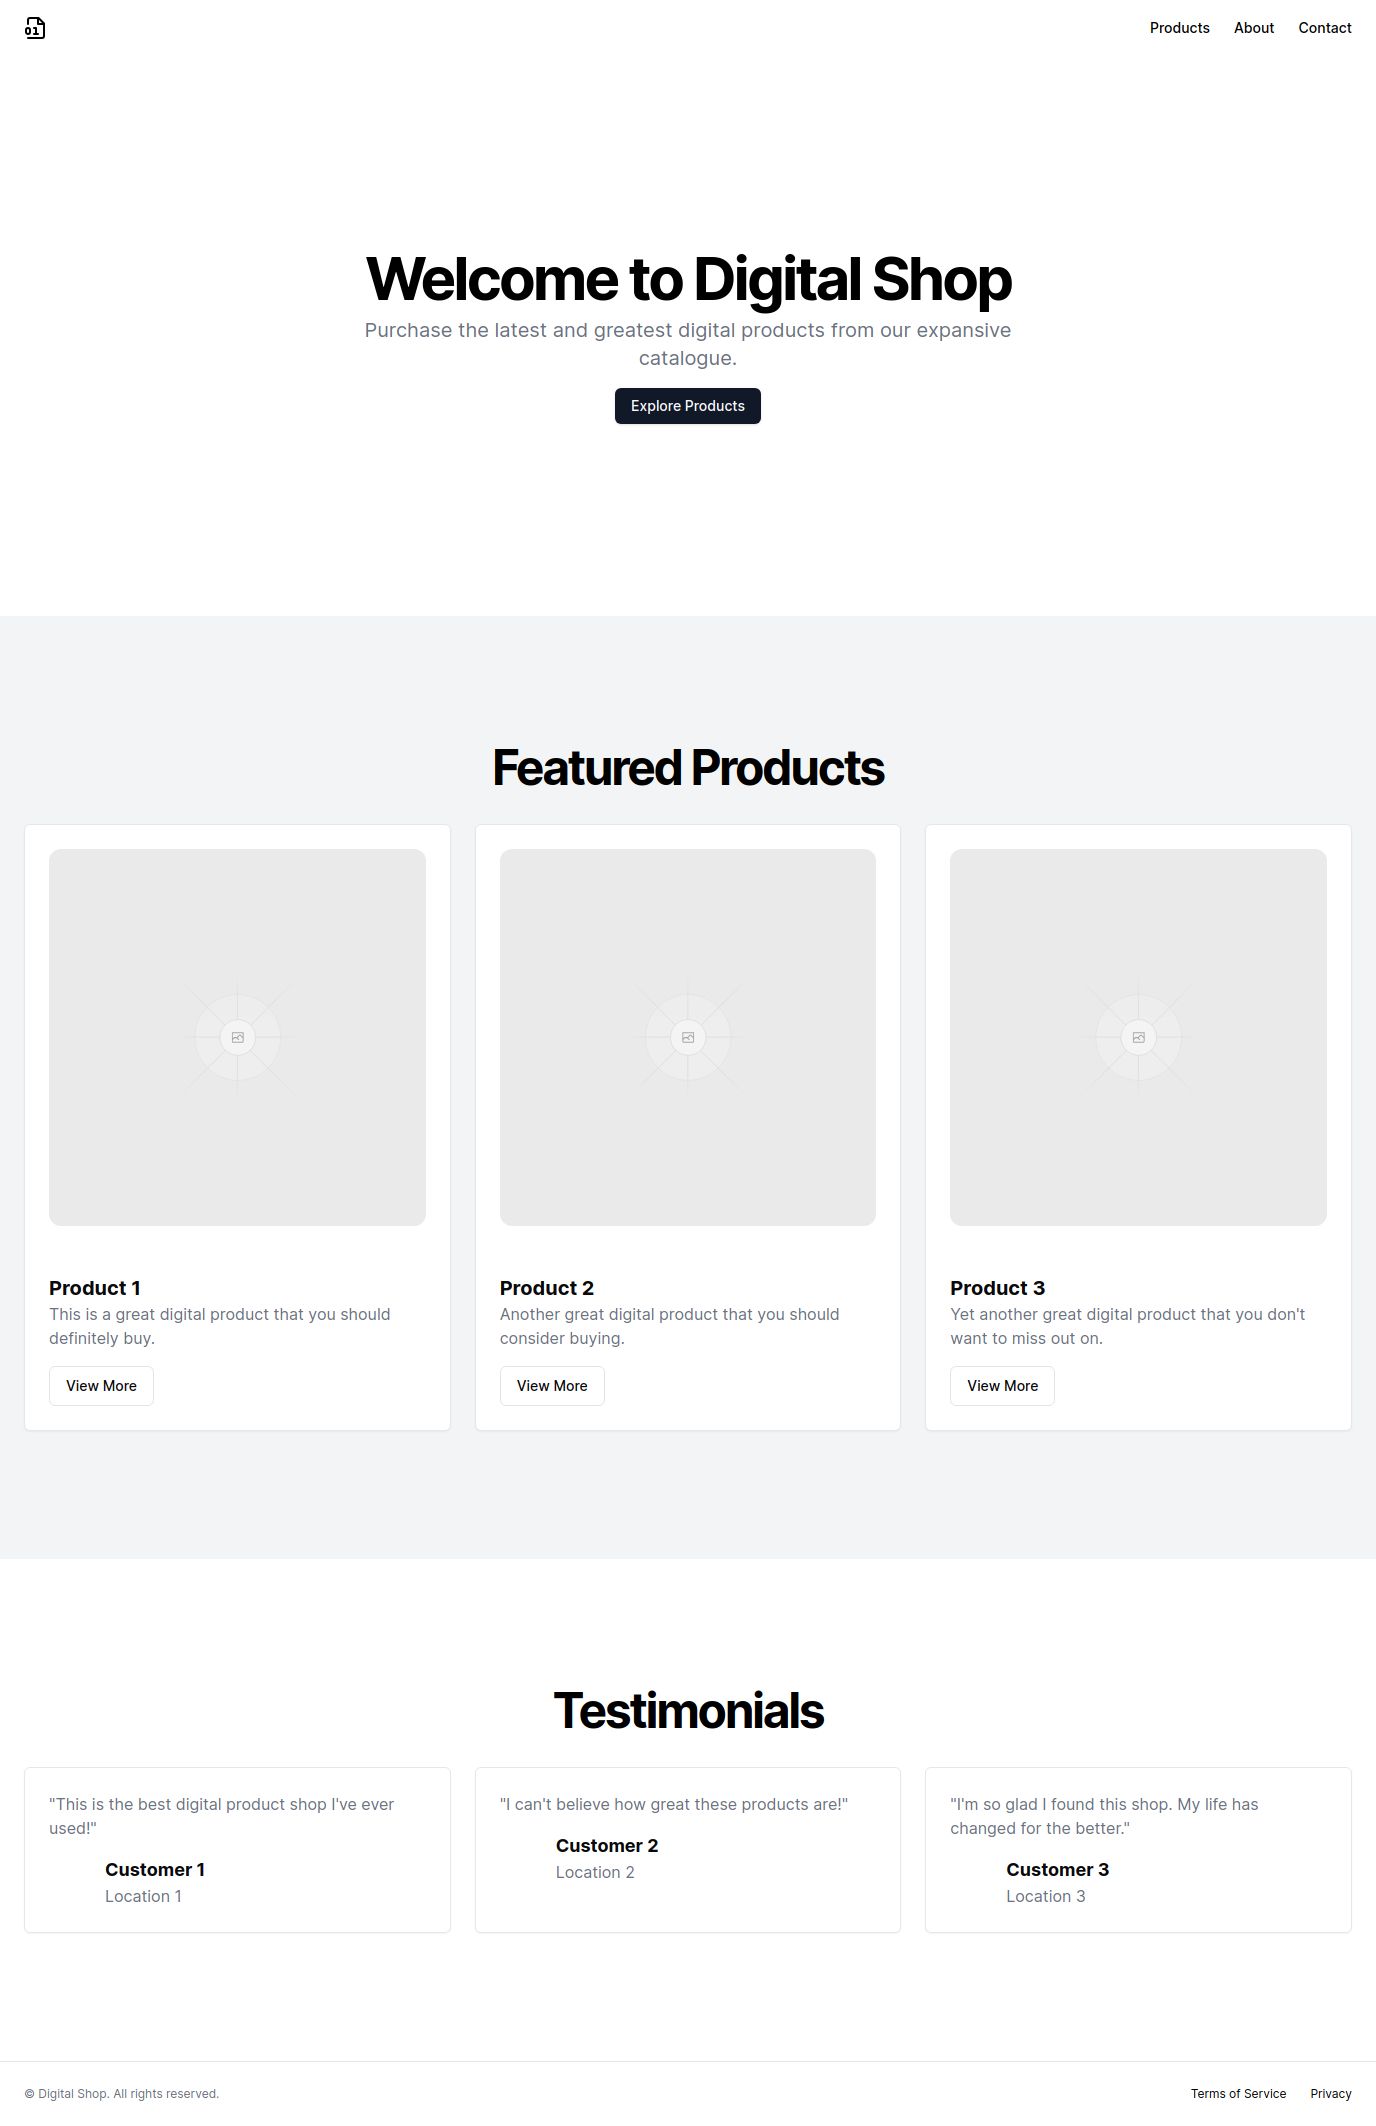 01
Products About Contact
Welcome to Digital Shop
Purchase the latest and greatest digital products from our expansive
catalogue.
Explore Products
Featured Products
Product 1
This is a great digital product that you should
definitely buy.
View More
Product 2
Another great digital product that you should
consider buying.
View More
Product 3
Yet another great digital product that you don't
want to miss out on.
View More
Testimonials
"This is the best digital product shop I've ever
used!"
Customer 1
Location 1
"I can't believe how great these products are!"
Customer 2
Location 2
"I'm so glad I found this shop. My life has
changed for the better."
Customer 3
Location 3
© Digital Shop. All rights reserved.
Terms of Service Privacy